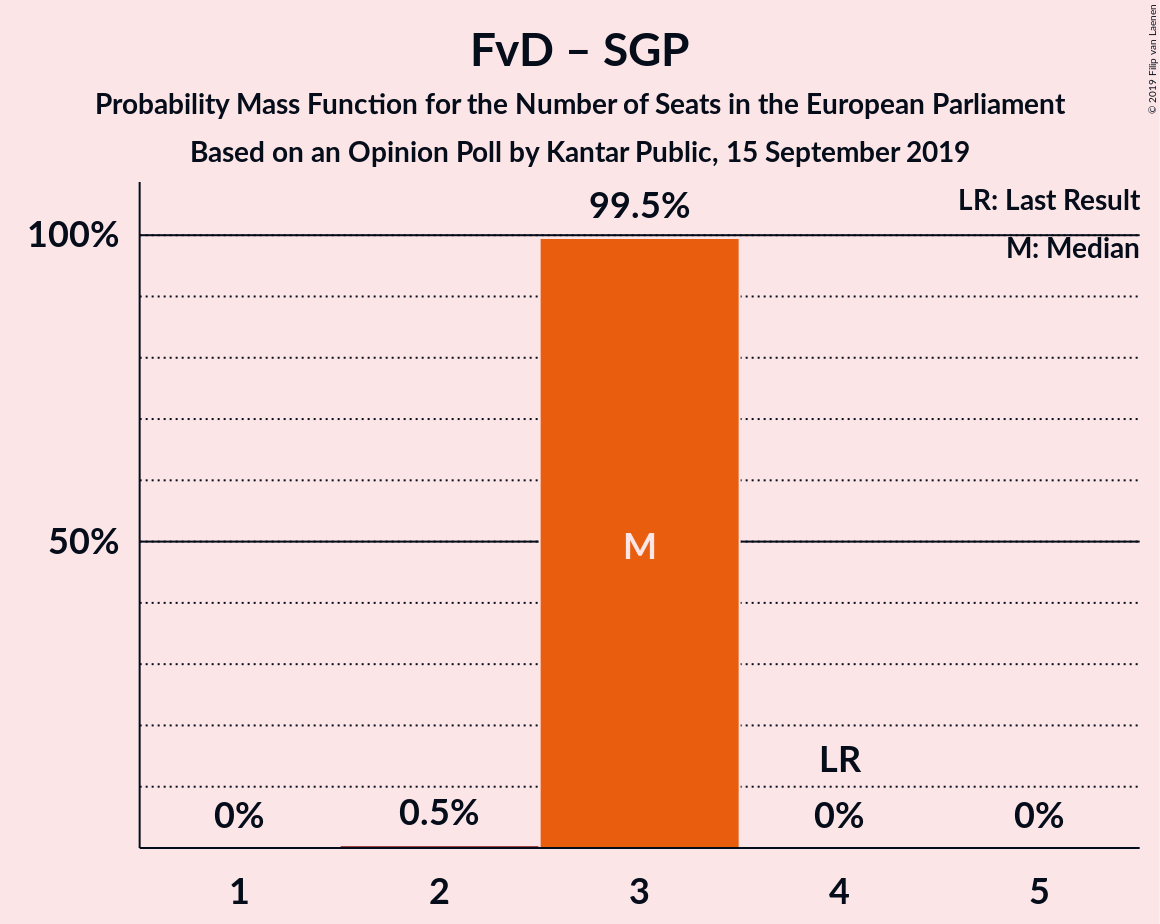 FvD – SGP
Probability Mass Function for the Number of Seats in the European Parliament
Based on an Opinion Poll by Kantar Public, 15 September 2019
© 2019 Filip van Laenen
LR: Last Result
M: Median
99.5%
100%
50%
M
LR
0%
0.5%
0%
0%
1
2
3
4
5